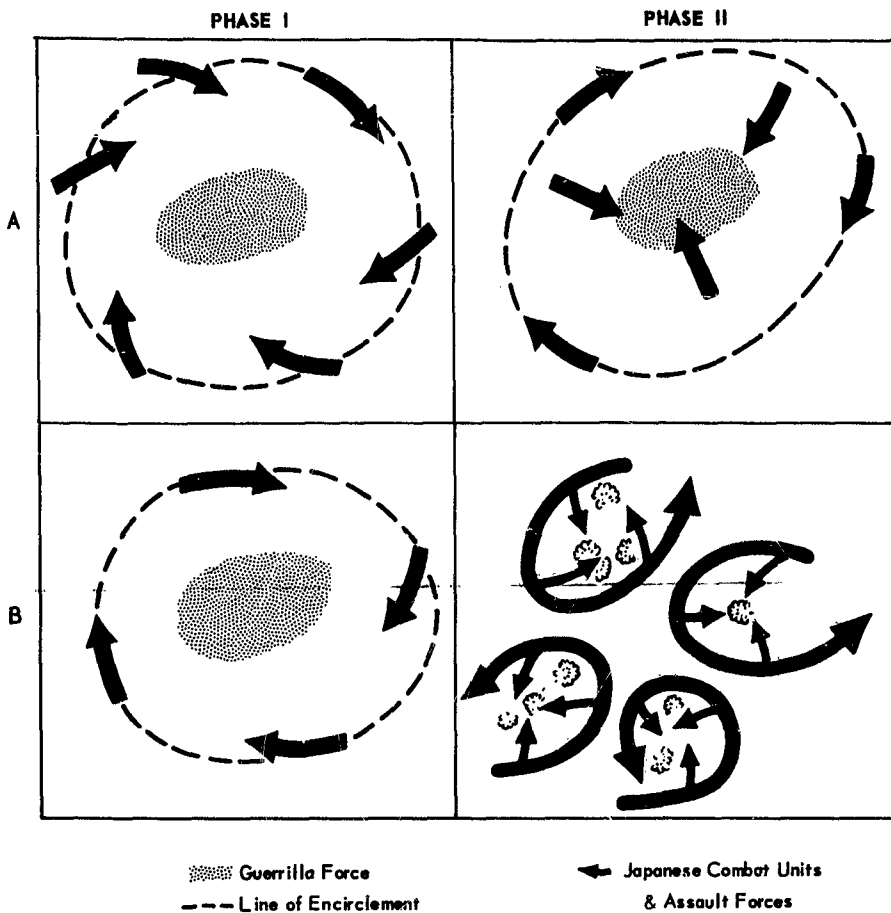 PHASE I
PHASE II
A
B
Guerrilla Force
Line of Encirclement
Japanese Combat Units
& Assault Forces